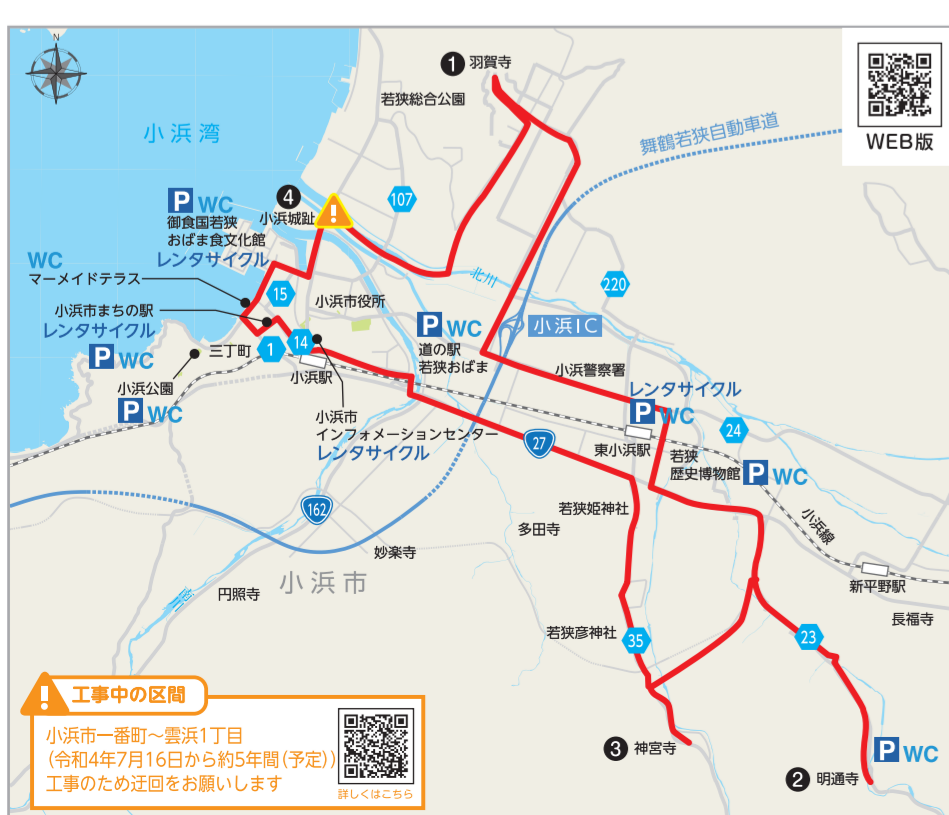 N
WEB版
❶ 羽賀寺
若狭総合公園
舞鶴若狭自動車道
小浜湾
107
❹
小浜城趾
P WC
御食国若狭
おばま食文化館
レンタサイクル
北川
220
WC
マーメイドテラス
15
小浜市役所
小浜市まちの駅
レンタサイクル
P WC
小浜IC
P WC
三丁町
1
14
道の駅
若狭おばま
小浜駅
小浜警察署
小浜公園
P WC
レンタサイクル
P WC
小浜市
インフォメーションセンター
レンタサイクル
27
東小浜駅
24
若狭
歴史博物館
P WC
162
若狭姫神社
多田寺
小浜線
妙楽寺
小浜市
円照寺
南川
新平野駅
長福寺
若狭彦神社
35
23
工事中の区間
小浜市一番町～雲浜1丁目
(令和4年7月16日から約5年間(予定))
工事のため迂回をお願いします
詳しくはこちら
❸ 神宮寺
P WC
❷ 明通寺